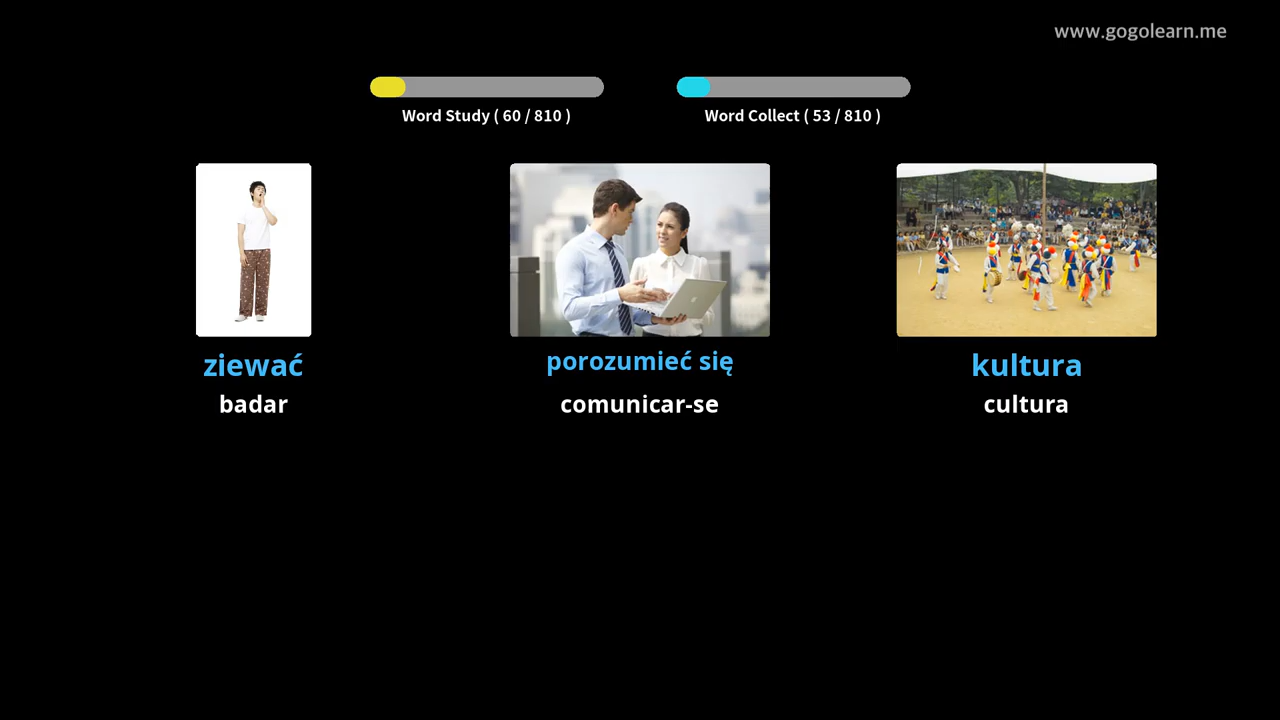 www.gogolearn.me
Word Study ( 60 / 810 )
Word Collect ( 53 / 810 )
ziewać
badar
porozumieć się
comunicar-se
kultura
cultura